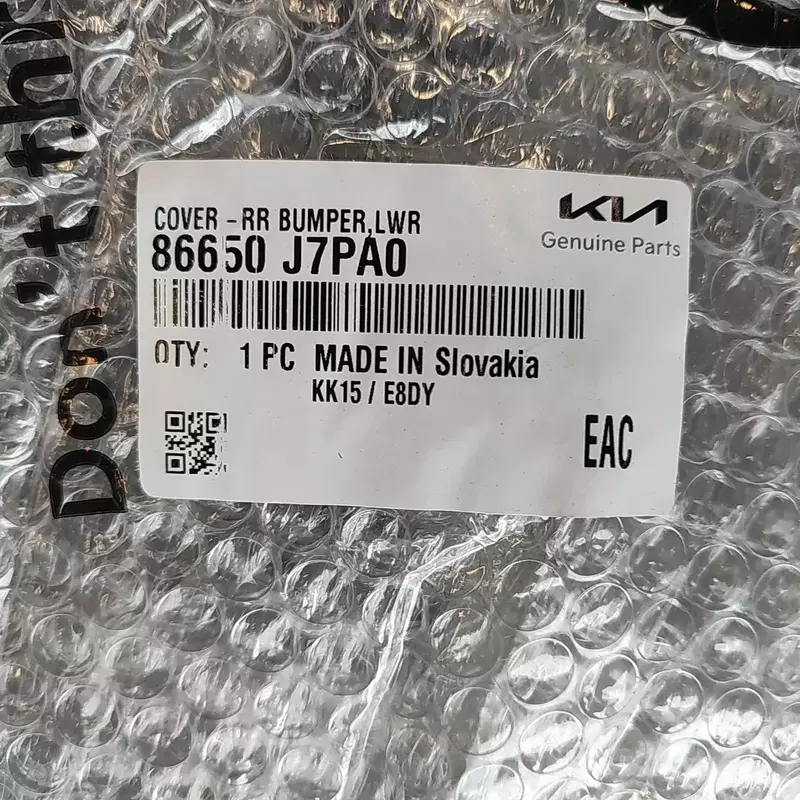 Don't th
COVER -RR BUMPER,LWR
86650 J7PA0
KIA
Genuine Parts
QTY: 1 PC MADE IN Slovakia
KK15 / E8DY
EAC